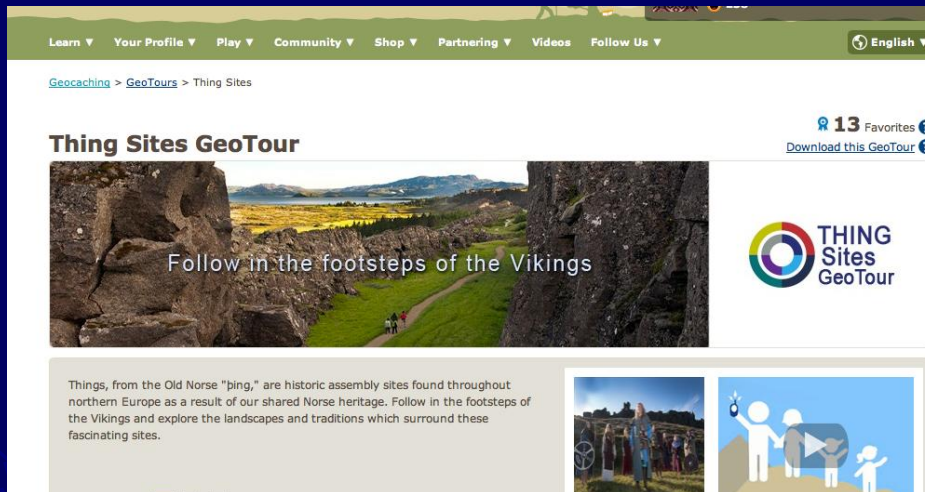 Learn ▼ Your Profile ▼ Play ▼ Community ▼ Shop ▼ Partnering ▼ Videos Follow Us ▼ English ▼
Geocaching > GeoTours > Thing Sites
13 Favorites
Thing Sites GeoTour
Download this GeoTour
Follow in the footsteps of the Vikings
THING
Sites
GeoTour
Things, from the Old Norse "þing," are historic assembly sites found throughout
northern Europe as a result of our shared Norse heritage. Follow in the footsteps of
the Vikings and explore the landscapes and traditions which surround these
fascinating sites.